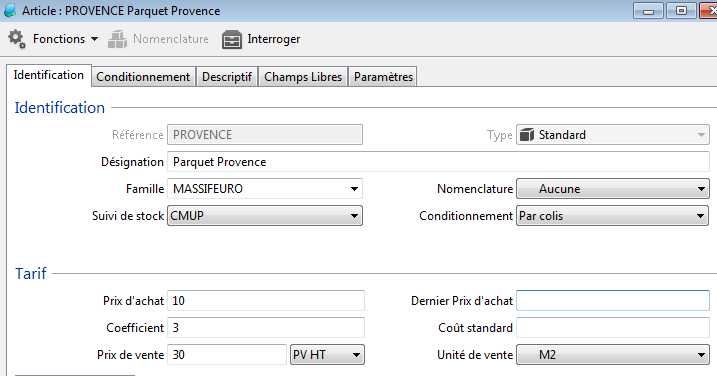 Article : PROVENCE Parquet Provence
Fonctions Nomenclature Interroger
Identification Conditionnement Descriptif Champs Libres Paramètres
Identification
Référence PROVENCE Type Standard
Désignation Parquet Provence
Famille MASSIFEURO Nomenclature Aucune
Suivi de stock CMUP Conditionnement Par colis
Tarif
Prix d'achat 10 Dernier Prix d'achat
Coefficient 3 Coût standard
Prix de vente 30 PV HT Unité de vente M2